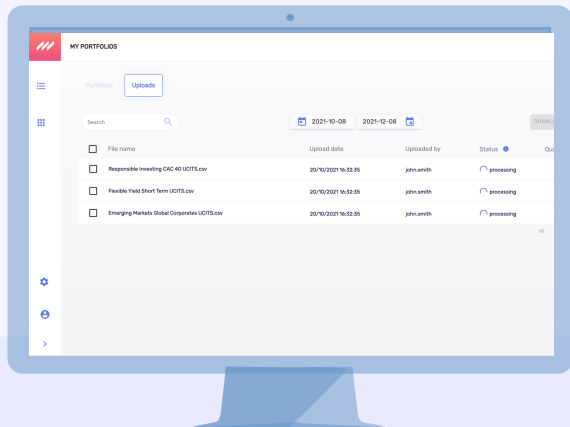 MY PORTFOLIOS
Portfolios Uploads
Search 2021-10-08 2021-12-08
File name Upload date Uploaded by Status
Responsible Investing CAC 40 UCITS.csv 20/10/2021 16:32:35 john.smith processing
Flexible Yield Short Term UCITS.csv 20/10/2021 16:32:35 john.smith processing
Emerging Markets Global Corporates UCITS.csv 20/10/2021 16:32:35 john.smith processing